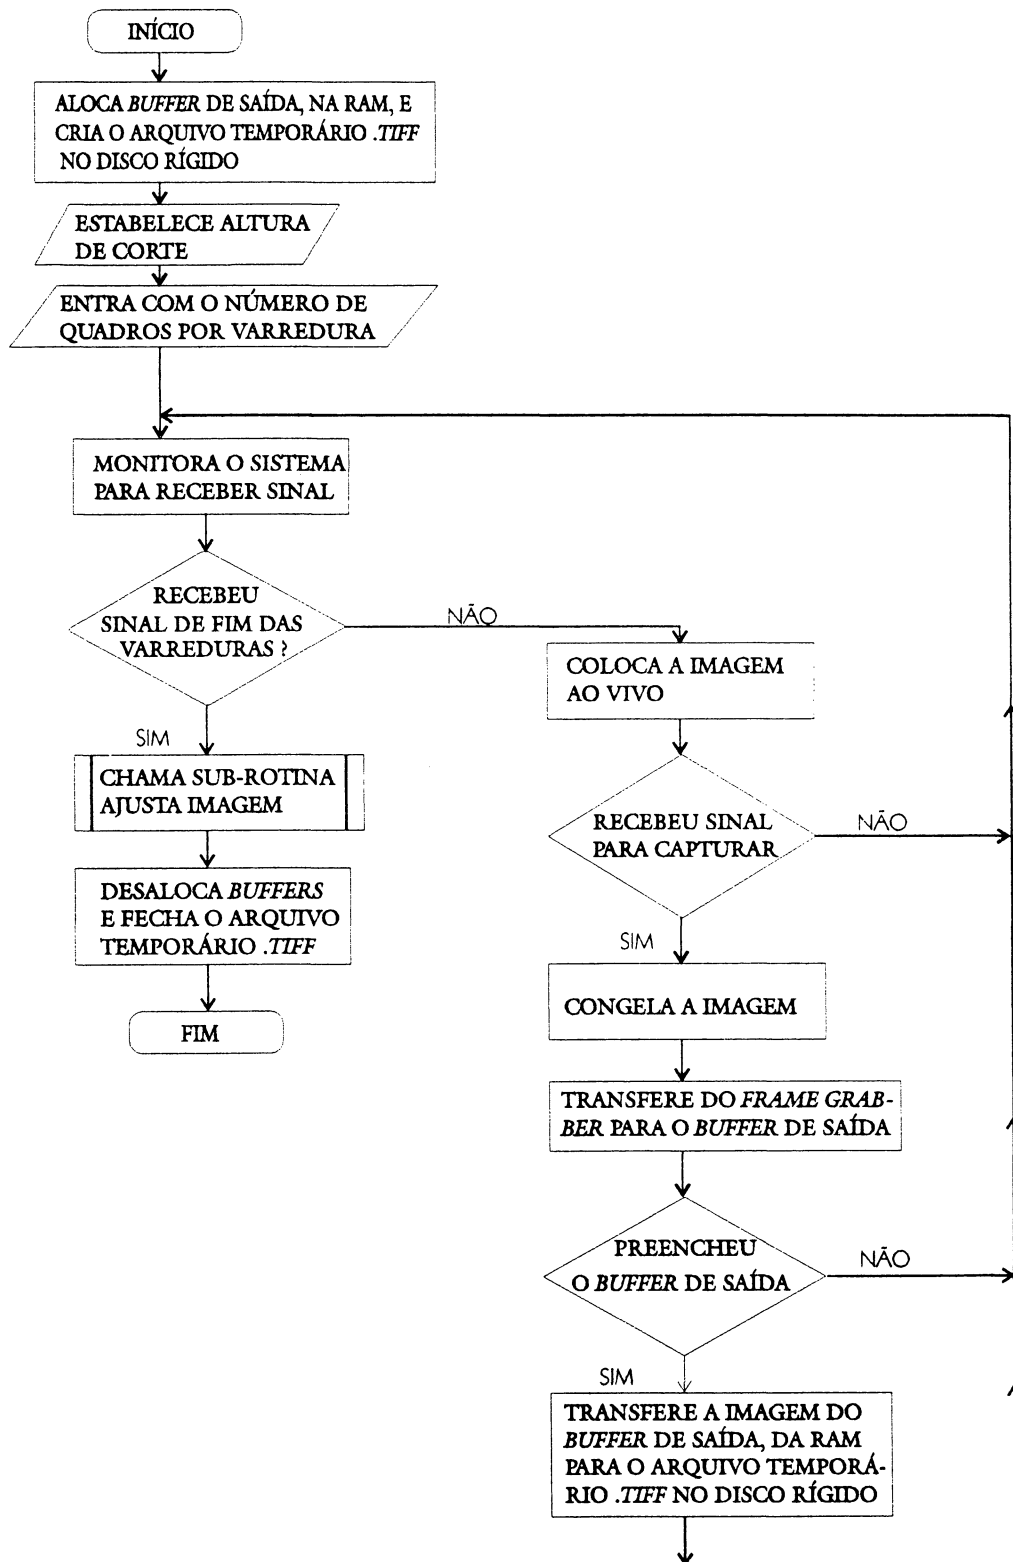 INÍCIO
ALOCA BUFFER DE SAÍDA, NA RAM, E
CRIA O ARQUIVO TEMPORÁRIO .TIFF
NO DISCO RÍGIDO
ESTABELECE ALTURA
DE CORTE
ENTRA COM O NÚMERO DE
QUADROS POR VARREDURA
MONITORA O SISTEMA
PARA RECEBER SINAL
RECEBEU
SINAL DE FIM DAS
VARREDURAS ?
NÃO
SIM
CHAMA SUB-ROTINA
AJUSTA IMAGEM
DESALOCA BUFFERS
E FECHA O ARQUIVO
TEMPORÁRIO .TIFF
FIM
COLOCA A IMAGEM
AO VIVO
RECEBEU SINAL
PARA CAPTURAR
NÃO
SIM
CONGELA A IMAGEM
TRANSFERE DO FRAME GRAB-
BER PARA O BUFFER DE SAÍDA
PREENCHEU
O BUFFER DE SAÍDA
NÃO
SIM
TRANSFERE A IMAGEM DO
BUFFER DE SAÍDA, DA RAM
PARA O ARQUIVO TEMPORÁ-
RIO .TIFF NO DISCO RÍGIDO